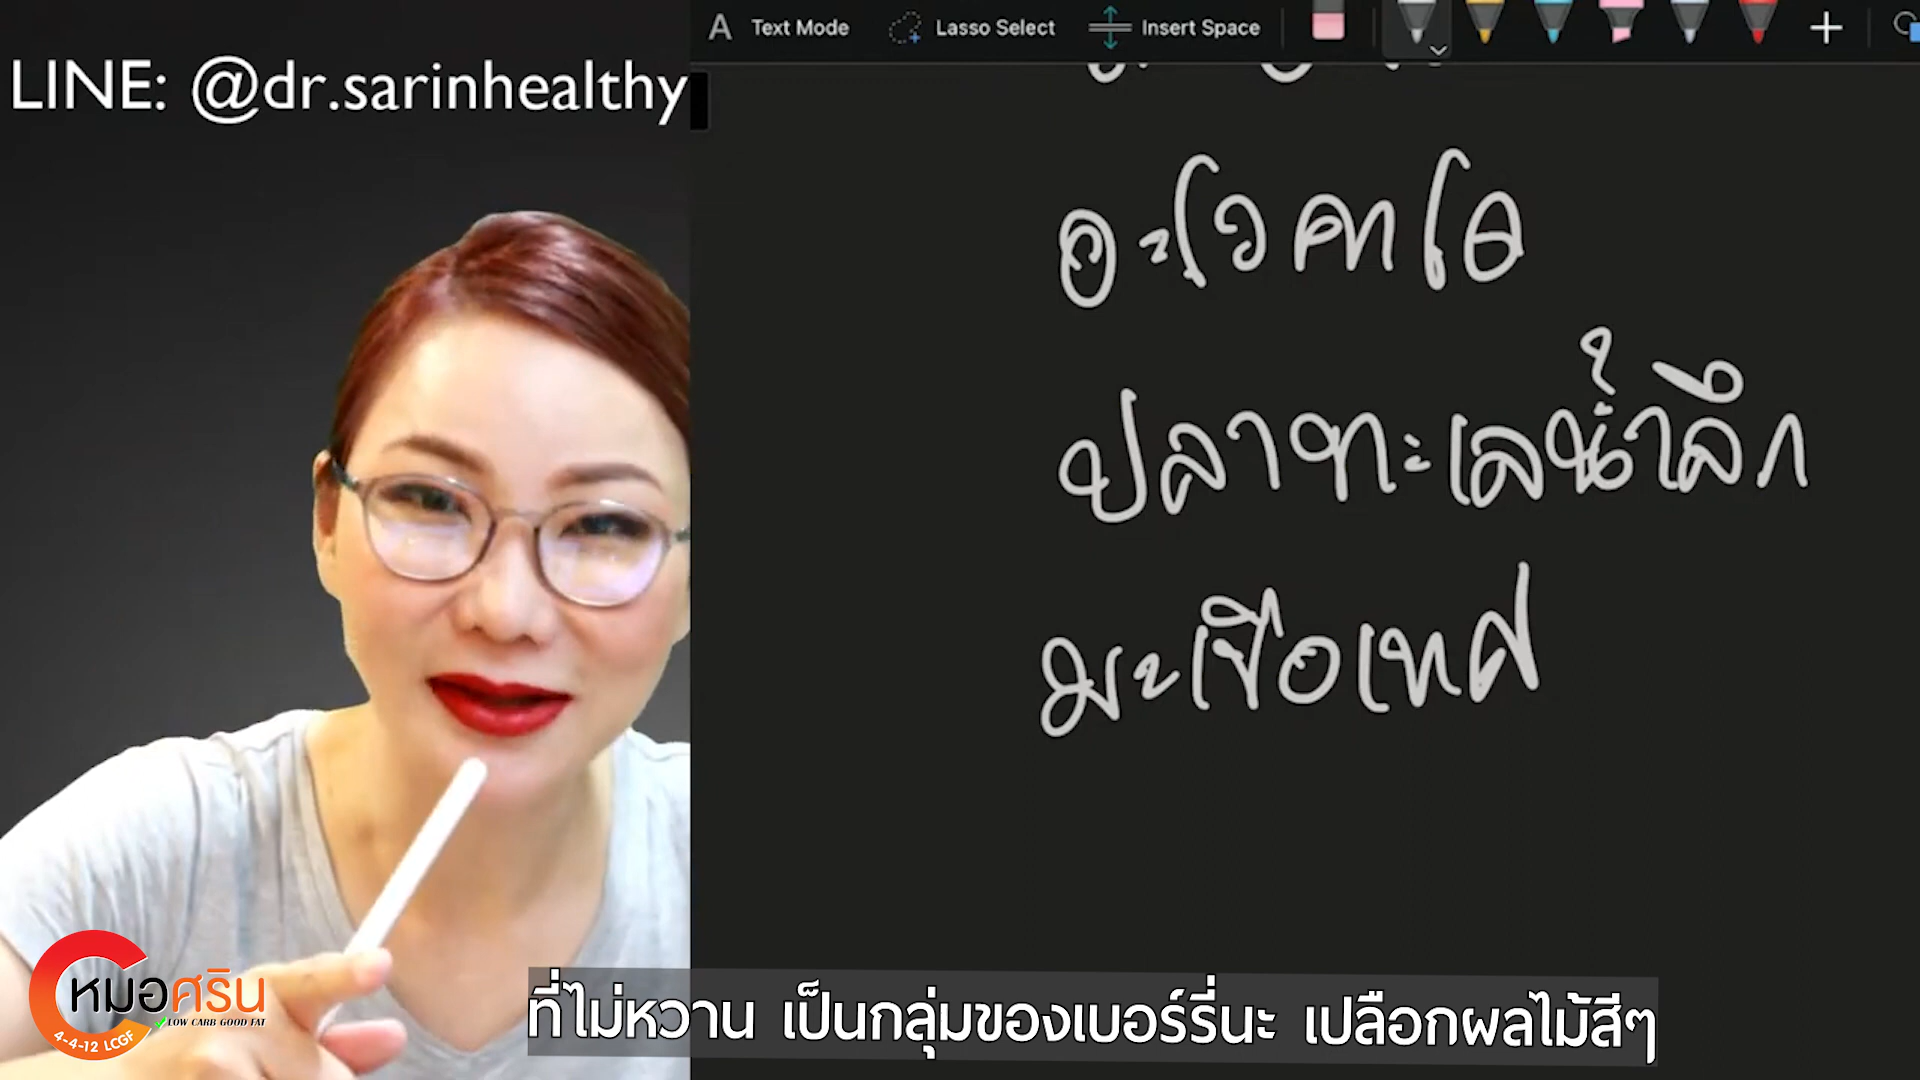 A Text Mode Lasso Select Insert Space
LINE: @dr.sarinhealthy
อะโวคาโด
ปลาทะเลน้ำลึก
มะเขือเทศ
หมอศริน
LOW CARB GOOD FAT
4-4-12 LCGF
ที่ไม่หวาน เป็นกลุ่มของเบอร์รี่นะ เปลือกผลไม้สีๆ